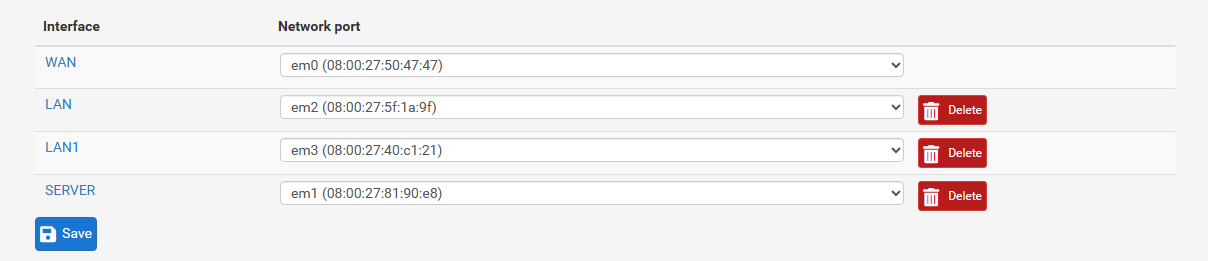 Interface Network port
WAN em0 (08:00:27:50:47:47)
LAN em2 (08:00:27:5f:1a:9f) Delete
LAN1 em3 (08:00:27:40:c1:21) Delete
SERVER em1 (08:00:27:81:90:e8) Delete
Save